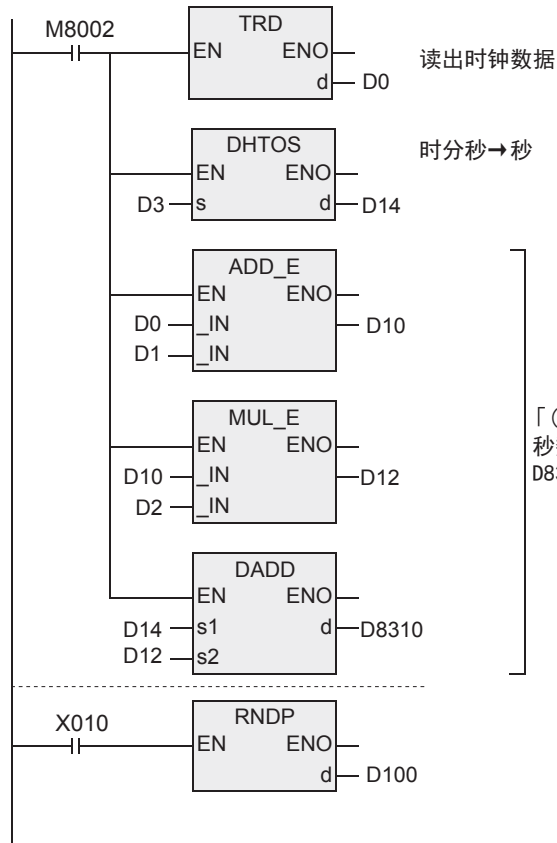 M8002
TRD
EN ENO
d D0
读出时钟数据
DHTOS
时分秒→秒
EN ENO
D3 s d D14
ADD_E
EN ENO
D0 _IN D10
D1 _IN
MUL_E
EN ENO
D10 _IN D12
D2 _IN
「(
秒
D8
DADD
EN ENO
D14 s1 d D8310
D12 s2
X010
RNDP
EN ENO
d D100